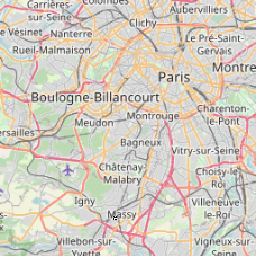 Carrières-
sur-Seine
Colombes
Aubervilliers
Clichy
Le Vésinet
Nanterre
Le Pré-Saint-
Gervais
Rueil-Malmaison
Paris
Montre
Boulogne-Billancourt
Charenton-
le-Pont
Meudon
Montrouge
ersailles
Bagneux
Vitry-sur-Seine
Châtenay-
Malabry
Choisy-le-
Roi
Igny
Villeneuve-
le-Roi
Massy
Villebon-sur-
Yvette
Vigneux-sur-
Seine